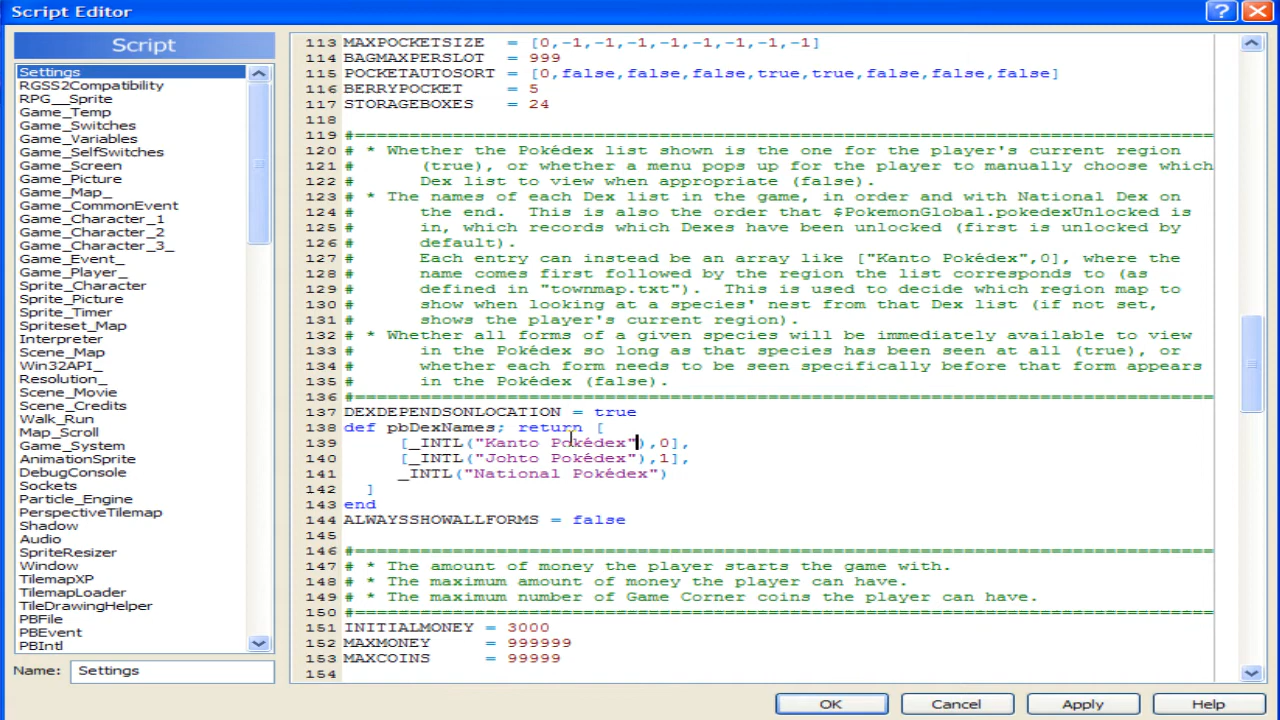 Script Editor
Script
Settings
RGSS2Compatibility
RPG__Sprite
Game_Temp
Game_Switches
Game_Variables
Game_SelfSwitches
Game_Screen
Game_Picture
Game_Map_
Game_CommonEvent
Game_Character_1
Game_Character_2
Game_Character_3_
Game_Event_
Game_Player_
Sprite_Character
Sprite_Picture
Sprite_Timer
Spriteset_Map
Interpreter
Scene_Map
Win32API_
Resolution_
Scene_Movie
Scene_Credits
Walk_Run
Map_Scroll
Game_System
AnimationSprite
DebugConsole
Sockets
Particle_Engine
PerspectiveTilemap
Shadow
Audio
SpriteResizer
Window
TilemapXP
TilemapLoader
TileDrawingHelper
PBFile
PBEvent
PBIntl
Name: Settings
113 MAXPOCKETSIZE = [0,-1,-1,-1,-1,-1,-1,-1,-1]
114 BAGMAXPERSLOT = 999
115 POCKETAUTOSORT = [0,false,false,false,true,true,false,false,false]
116 BERRYPOCKET = 5
117 STORAGEBOXES = 24
118
119 #================================================================================
120 # * Whether the Pokédex list shown is the one for the player's current region
121 # (true), or whether a menu pops up for the player to manually choose which
122 # Dex list to view when appropriate (false).
123 # * The names of each Dex list in the game, in order and with National Dex on
124 # the end. This is also the order that $PokemonGlobal.pokedexUnlocked is
125 # in, which records which Dexes have been unlocked (first is unlocked by
126 # default).
127 # Each entry can instead be an array like ["Kanto Pokédex",0], where the
128 # name comes first followed by the region the list corresponds to (as
129 # defined in "townmap.txt"). This is used to decide which region map to
130 # show when looking at a species' nest from that Dex list (if not set,
131 # shows the player's current region).
132 # * Whether all forms of a given species will be immediately available to view
133 # in the Pokédex so long as that species has been seen at all (true), or
134 # whether each form needs to be seen specifically before that form appears
135 # in the Pokédex (false).
136 #================================================================================
137 DEXDEPENDSONLOCATION = true
138 def pbDexNames; return [
139 [_INTL("Kanto Pokédex"),0],
140 [_INTL("Johto Pokédex"),1],
141 _INTL("National Pokédex")
142 ]
143 end
144 ALWAYSSHOWALLFORMS = false
145
146 #================================================================================
147 # * The amount of money the player starts the game with.
148 # * The maximum amount of money the player can have.
149 # * The maximum number of Game Corner coins the player can have.
150 #================================================================================
151 INITIALMONEY = 3000
152 MAXMONEY = 999999
153 MAXCOINS = 99999
154
OK Cancel Apply Help